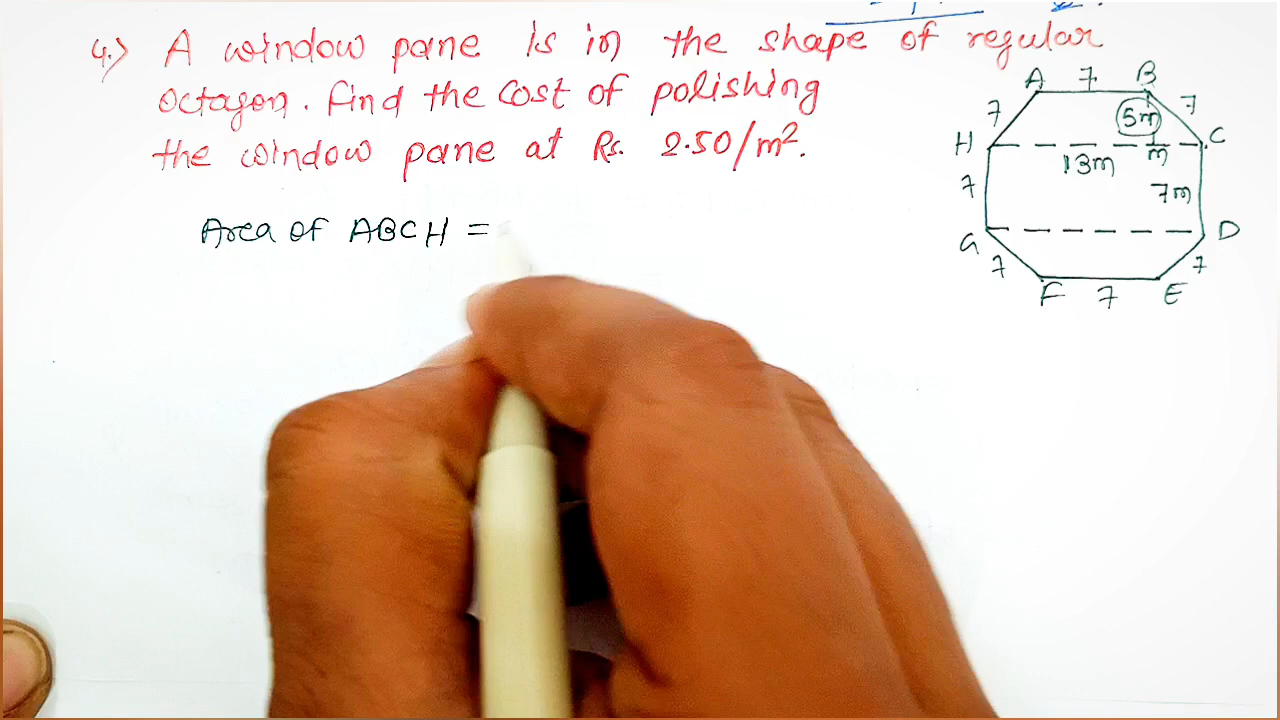 4.) A window pane is in the shape of regular
octagon. Find the cost of polishing
the window pane at Rs. 2.50/m².
Area of ABCH =
A 7 B
7 5m 7
H 13m m C
7 7m
G D
7 7
F 7 E